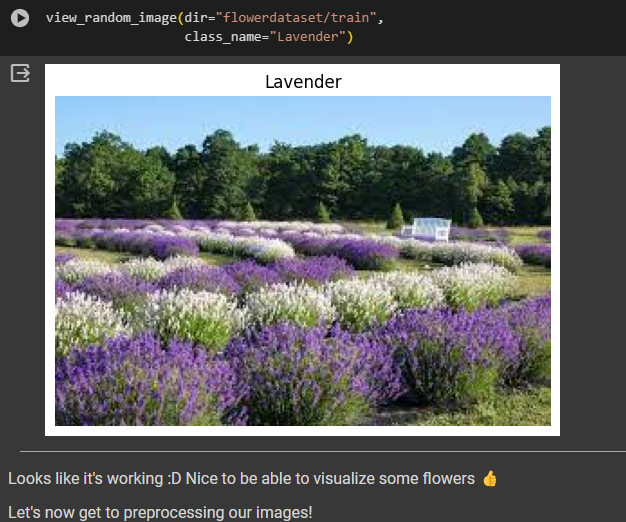 view_random_image(dir="flowerdataset/train",
class_name="Lavender")
Lavender
Looks like it's working :D Nice to be able to visualize some flowers 👍
Let's now get to preprocessing our images!